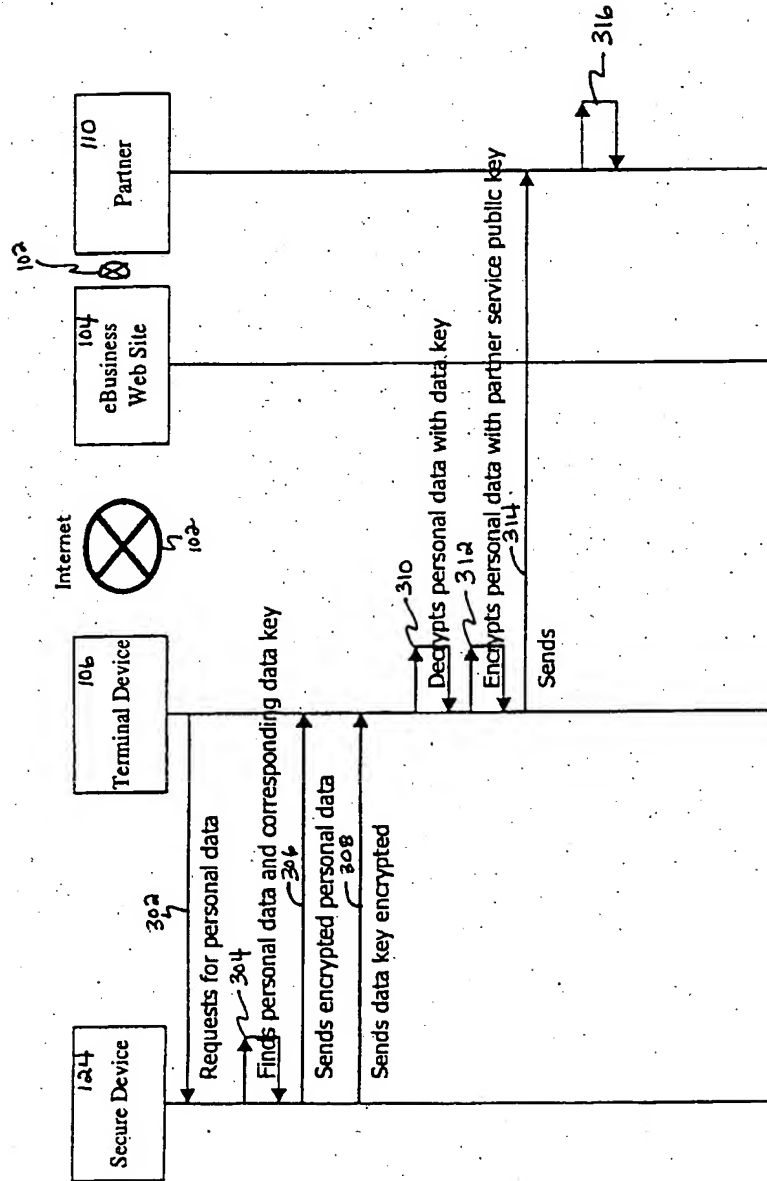 124
Secure Device
106
Terminal Device
Internet
102
104
eBusiness
Web Site
102
110
Partner
302
Requests for personal data
304
Finds personal data and corresponding data key
306
Sends encrypted personal data
308
Sends data key encrypted
310
Decrypts personal data with data key
312
Encrypts personal data with partner service public key
314
Sends
316